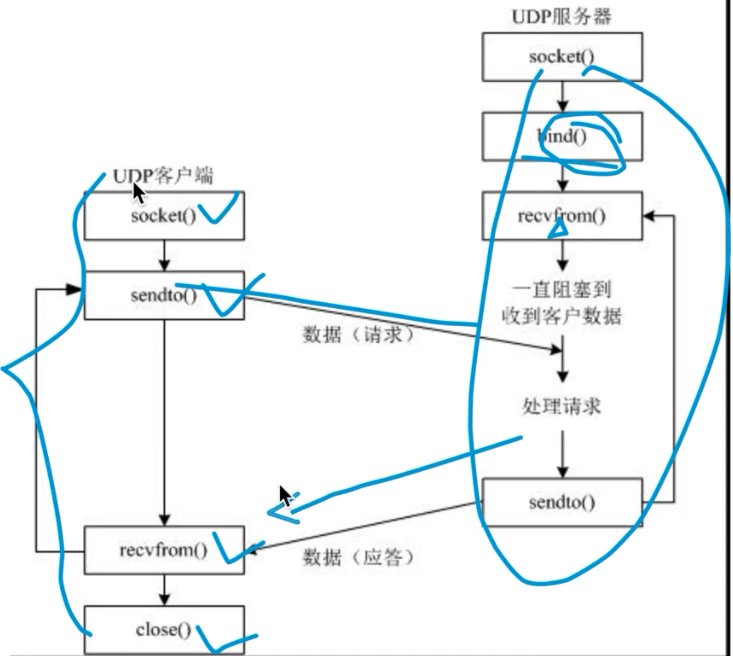 UDP服务器
socket()
bind()
recvfrom()
一直阻塞到
收到客户数据
处理请求
sendto()
UDP客户端
socket()
sendto()
数据（请求）
recvfrom()
数据（应答）
close()